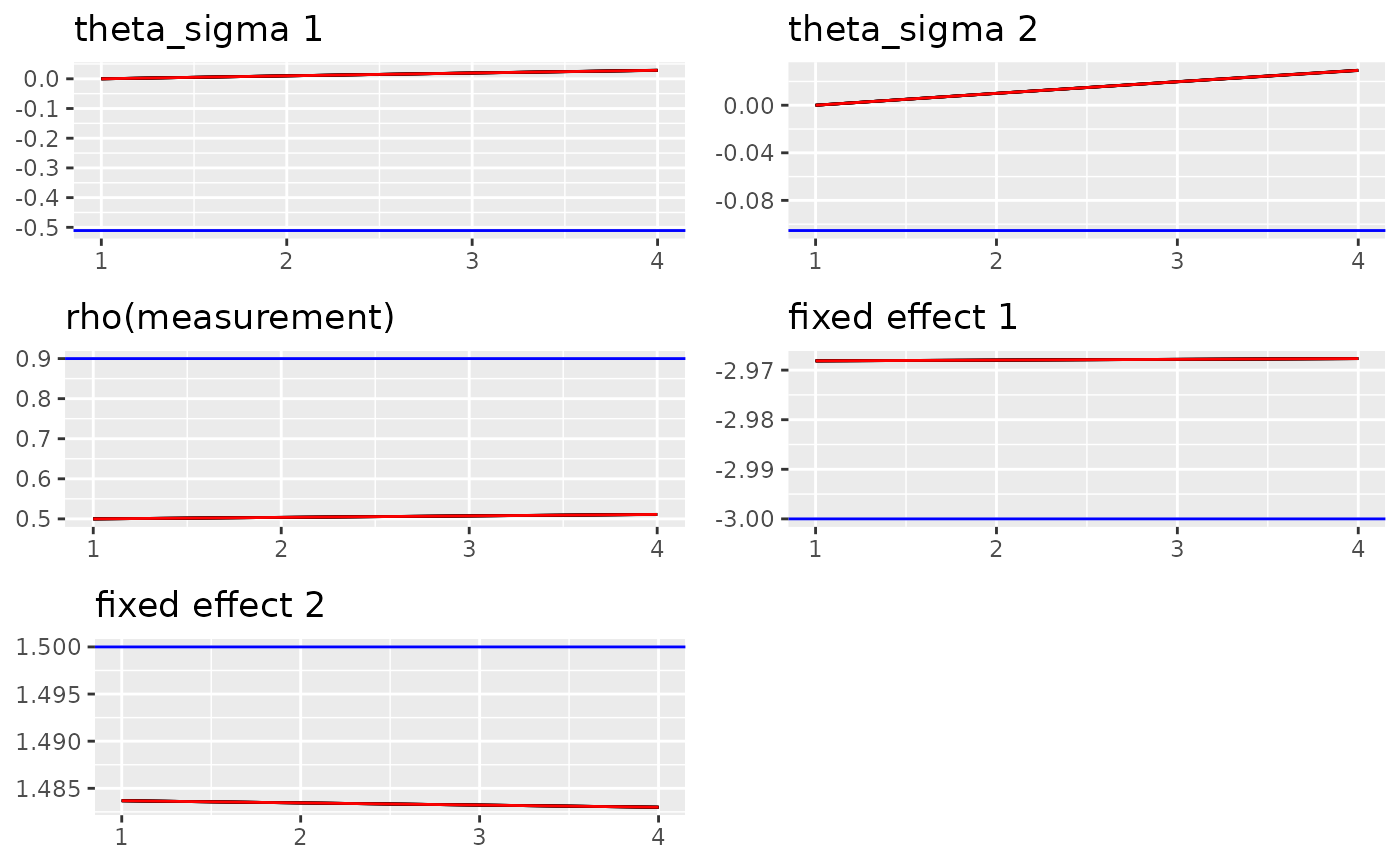 theta_sigma 1
0.0
-0.1
-0.2
-0.3
-0.4
-0.5
1 2 3 4
theta_sigma 2
0.00
-0.04
-0.08
1 2 3 4
rho(measurement)
0.9
0.8
0.7
0.6
0.5
1 2 3 4
fixed effect 1
-2.97
-2.98
-2.99
-3.00
1 2 3 4
fixed effect 2
1.500
1.495
1.490
1.485
1 2 3 4